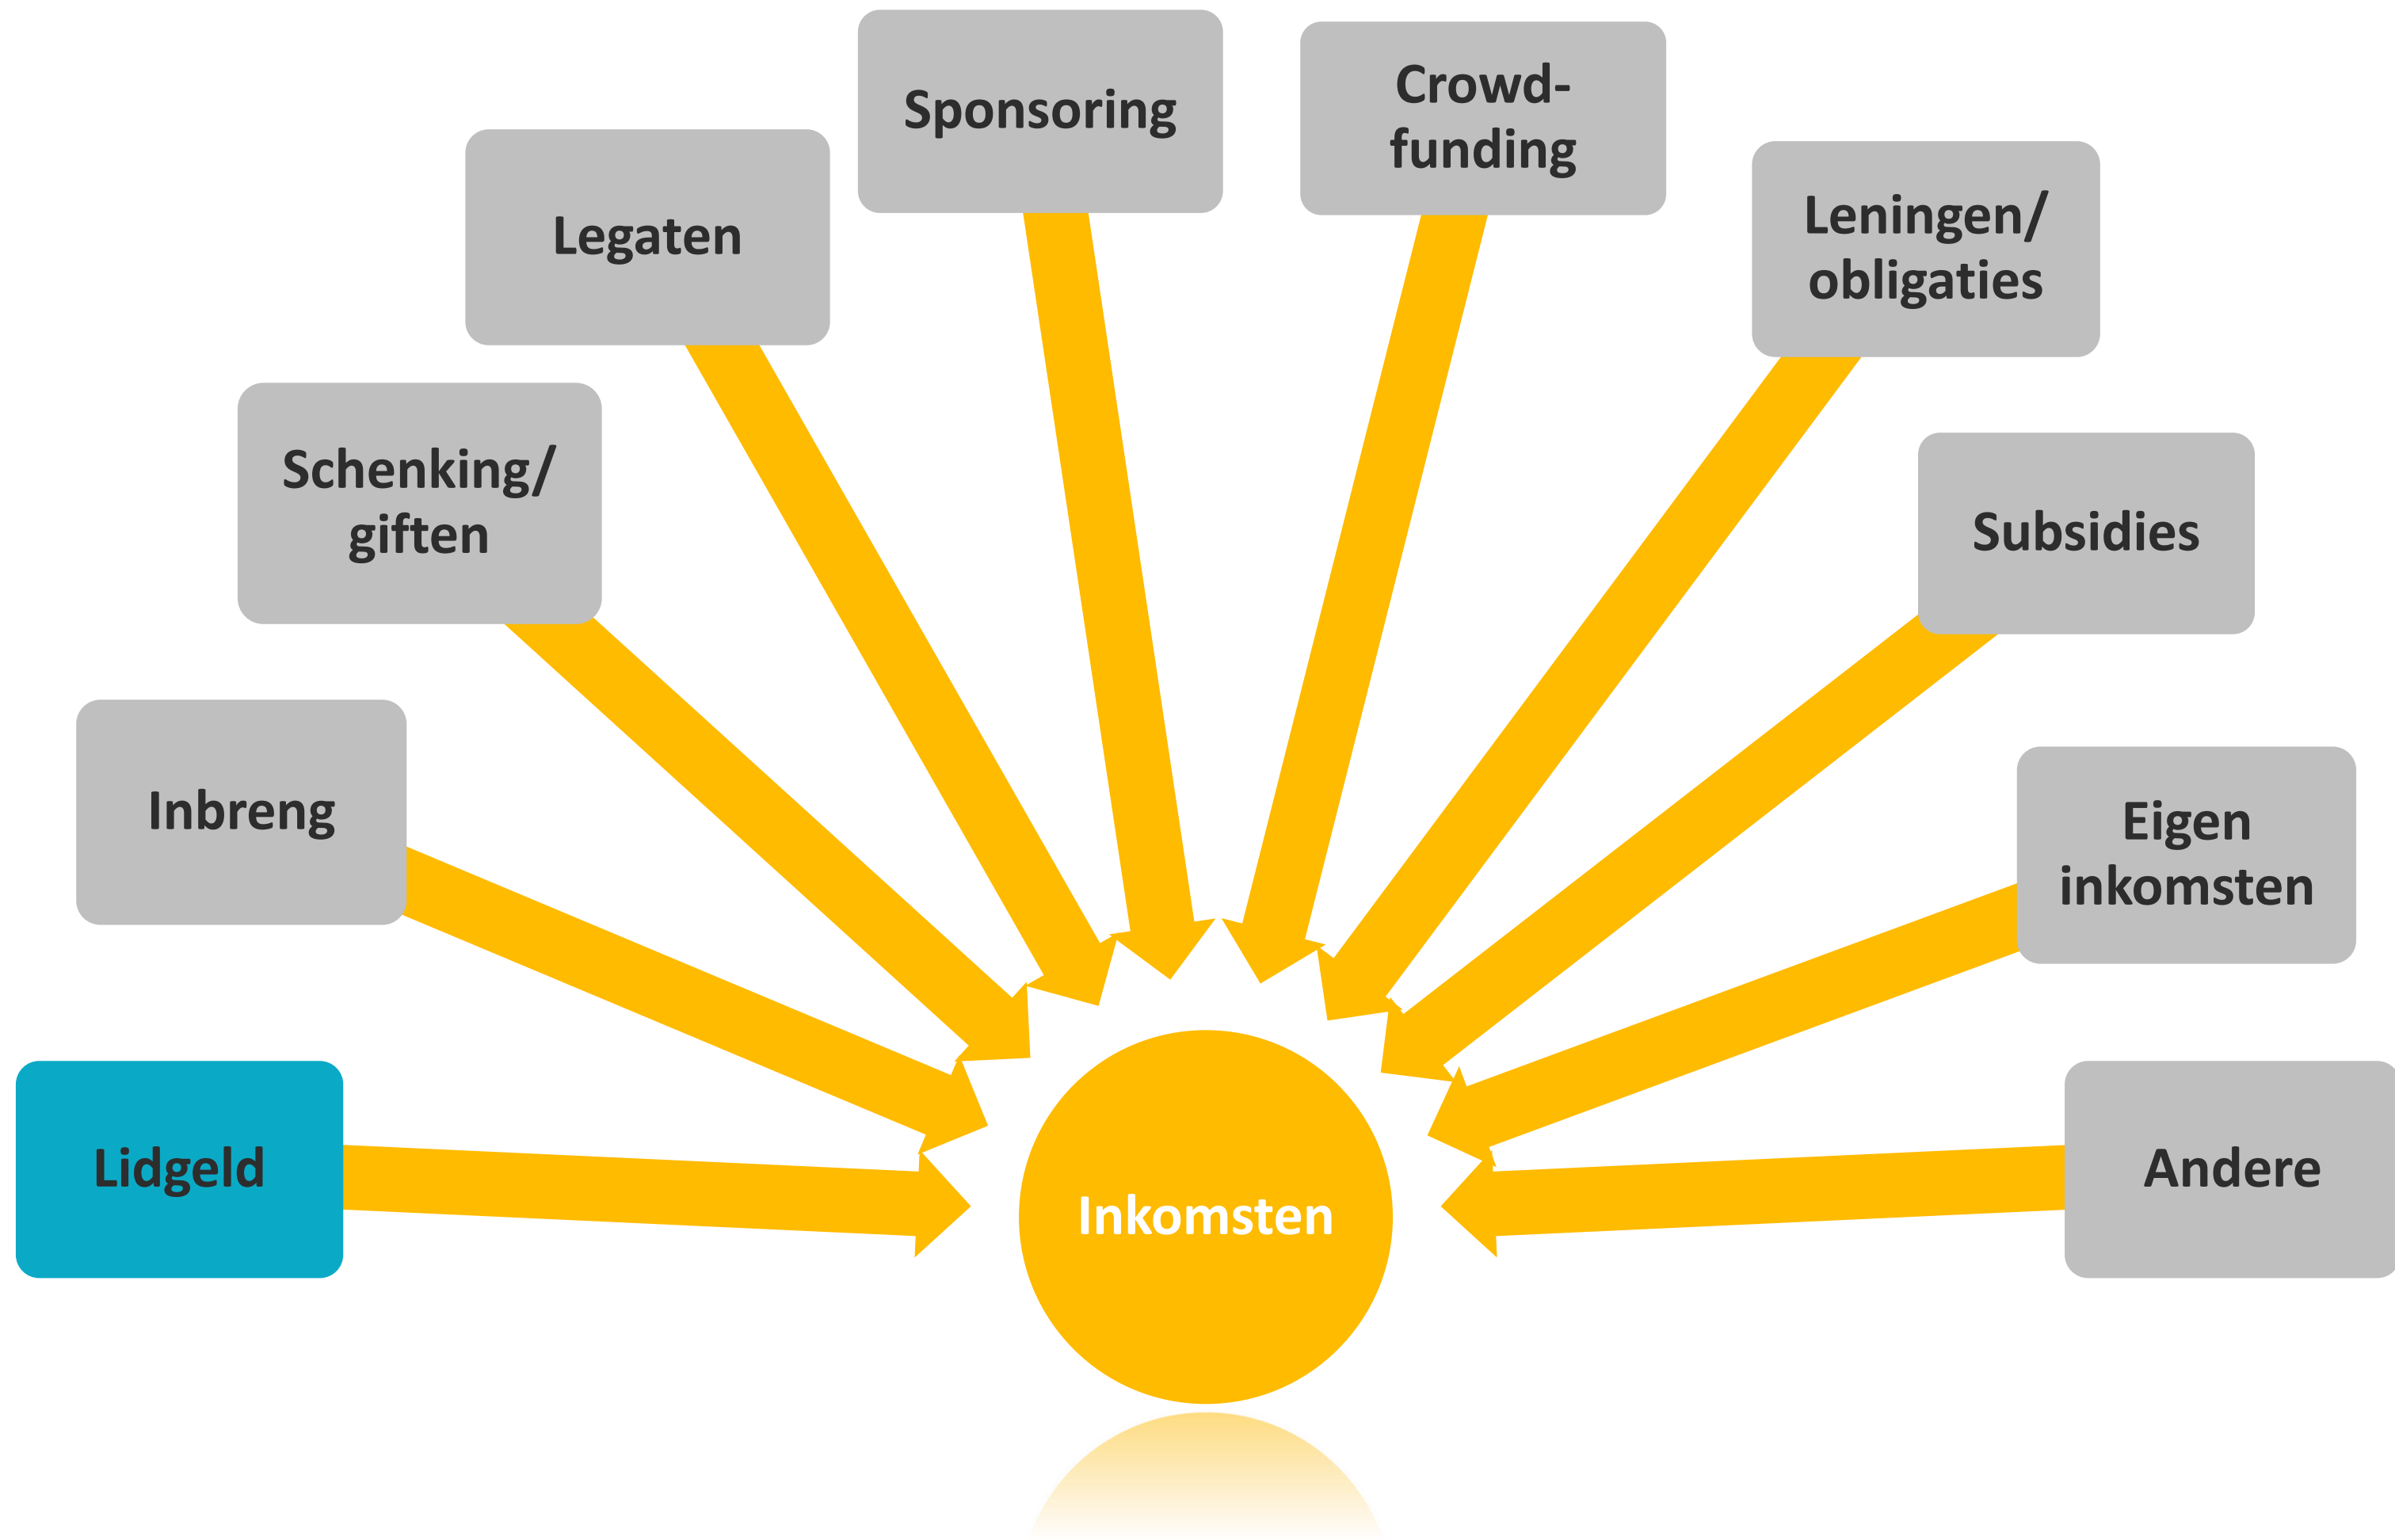 Sponsoring
Crowd-
funding
Legaten
Leningen/
obligaties
Schenking/
giften
Subsidies
Inbreng
Eigen
inkomsten
Lidgeld
Andere
Inkomsten